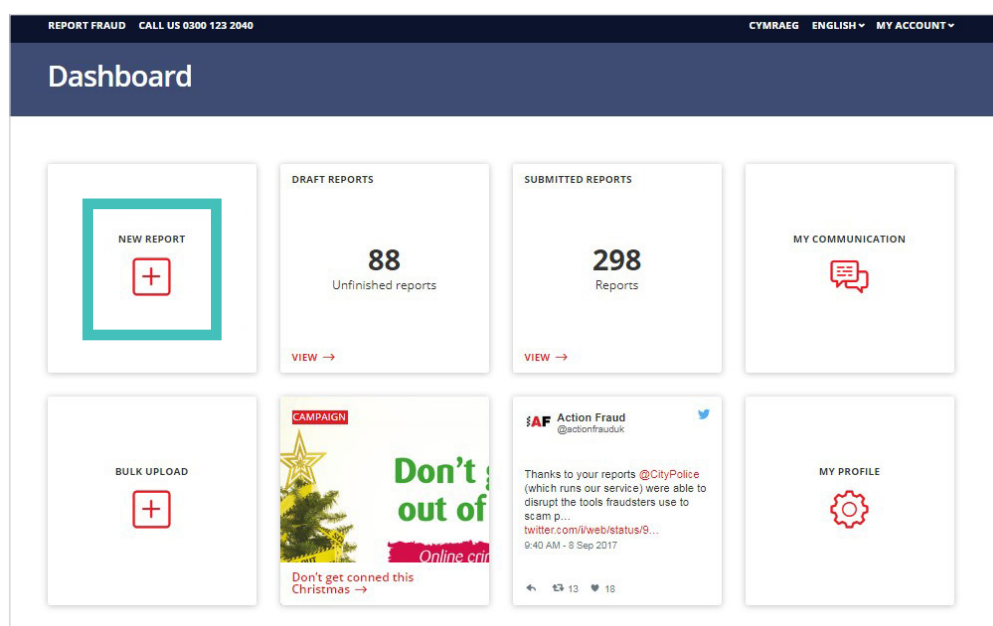 REPORT FRAUD CALL US 0300 123 2040
CYMRAEG ENGLISH MY ACCOUNT
Dashboard
NEW REPORT
DRAFT REPORTS
88
Unfinished reports
VIEW →
SUBMITTED REPORTS
298
Reports
VIEW →
MY COMMUNICATION
BULK UPLOAD
CAMPAIGN
Don't
out of
Online
Don't get conned this
Christmas →
AF Action Fraud
@actionfrauduk
Thanks to your reports @CityPolice
(which runs our service) were able to
disrupt the tools fraudsters use to
scam p...
twitter.com/i/web/status/9...
9:40 AM - 8 Sep 2017
13 18
MY PROFILE